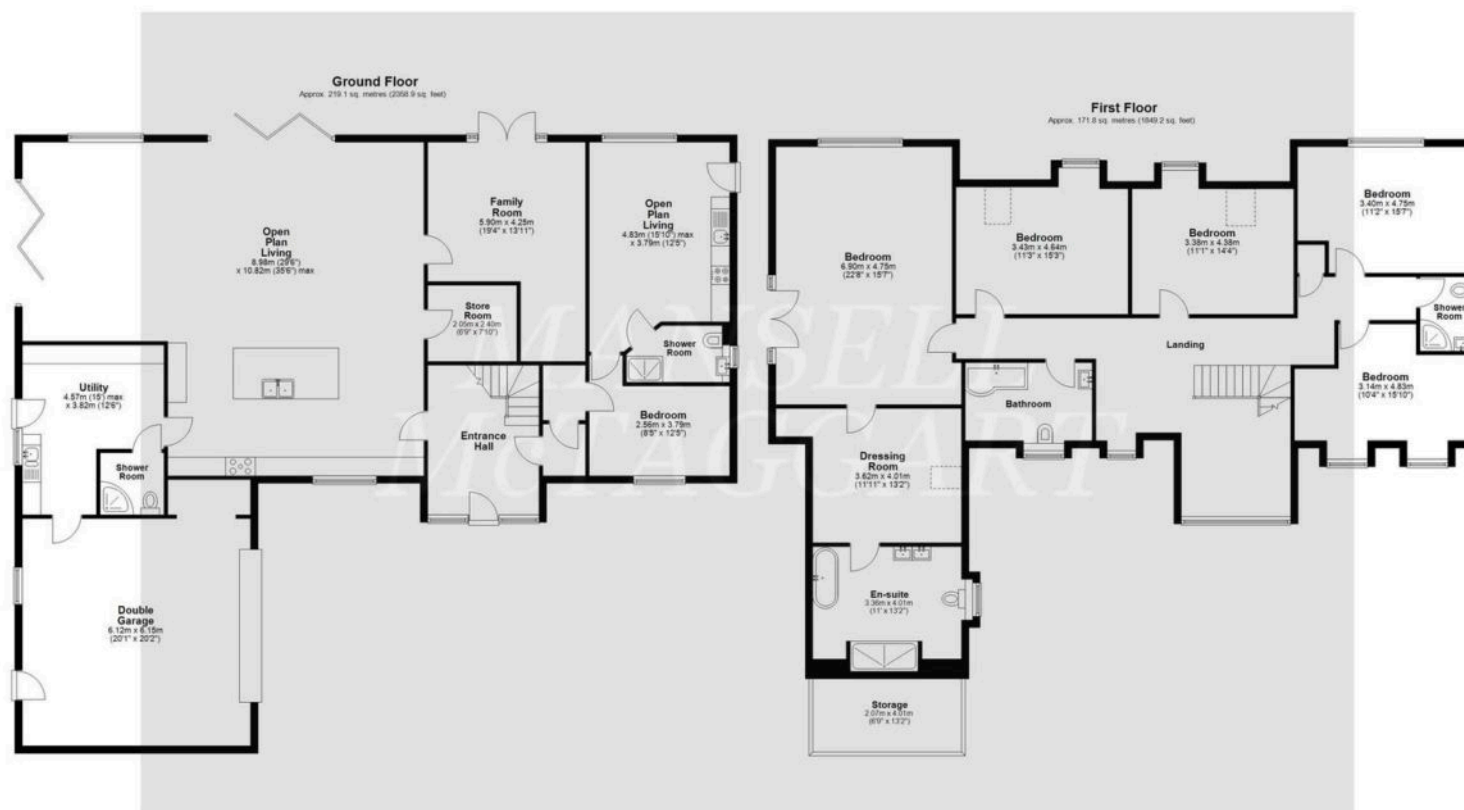 Ground Floor
Approx. 219.1 sq. metres (2358.9 sq. feet)
Open
Plan
Living
8.98m (29'6")
x 10.82m (35'6") max
Family
Room
5.90m x 4.25m
(19'4" x 13'11")
Open
Plan
Living
4.83m (15'10") max
x 3.79m (12'5")
Store
Room
2.05m x 2.40m
(6'9" x 7'10")
Shower
Room
Utility
4.57m (15') max
x 3.82m (12'6")
Shower
Room
Entrance
Hall
Bedroom
2.56m x 3.79m
(8'5" x 12'5")
Double
Garage
6.12m x 6.15m
(20'1" x 20'2")
First Floor
Approx. 171.8 sq. metres (1849.2 sq. feet)
Bedroom
6.90m x 4.75m
(22'8" x 15'7")
Bedroom
3.43m x 4.64m
(11'3" x 15'3")
Bedroom
3.38m x 4.38m
(11'1" x 14'4")
Bedroom
3.40m x 4.75m
(11'2" x 15'7")
Shower
Room
Landing
Bedroom
3.14m x 4.83m
(10'4" x 15'10")
Bathroom
Dressing
Room
3.62m x 4.01m
(11'11" x 13'2")
En-suite
3.36m x 4.01m
(11' x 13'2")
Storage
2.07m x 4.01m
(6'9" x 13'2")
MANSELL
McTAGGART